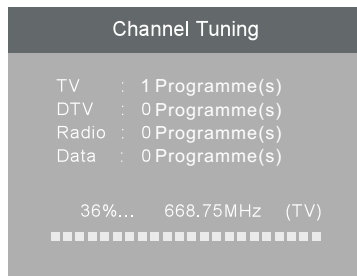 Channel Tuning
TV : 1 Programme(s)
DTV : 0 Programme(s)
Radio : 0 Programme(s)
Data : 0 Programme(s)
36%... 668.75MHz (TV)